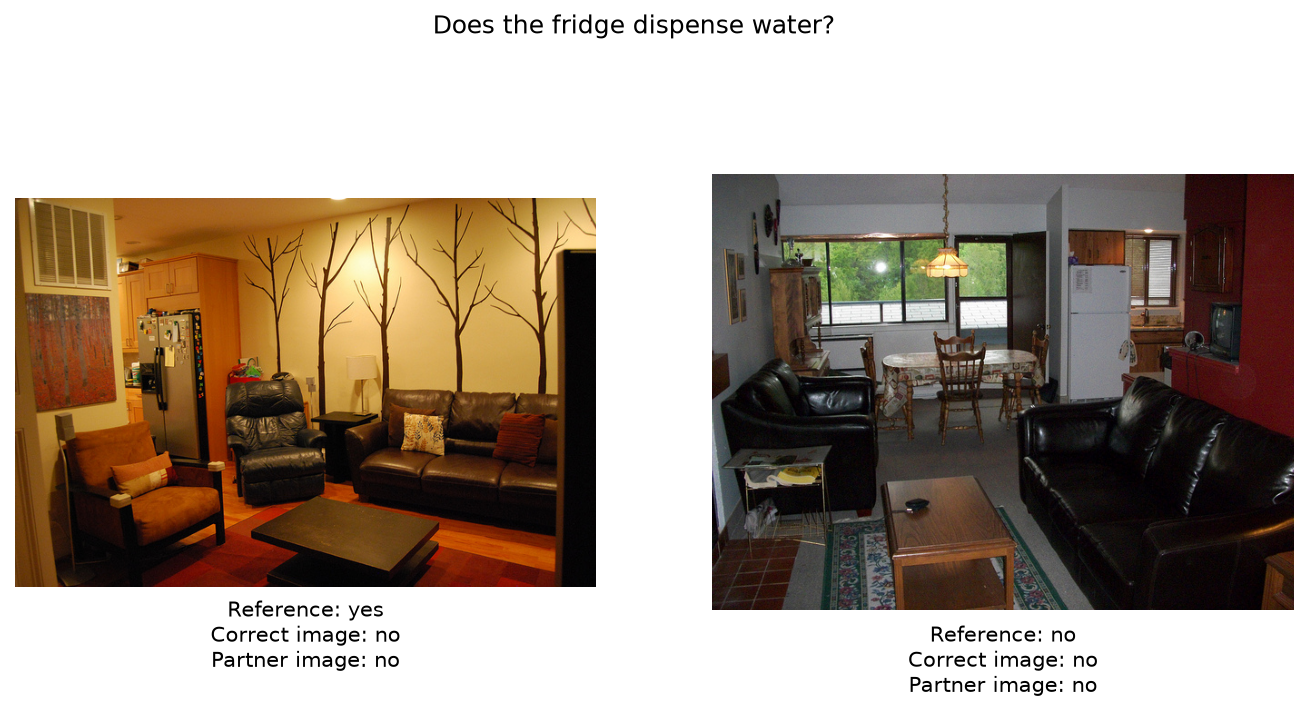 Does the fridge dispense water?
Reference: yes
Correct image: no
Partner image: no
Reference: no
Correct image: no
Partner image: no